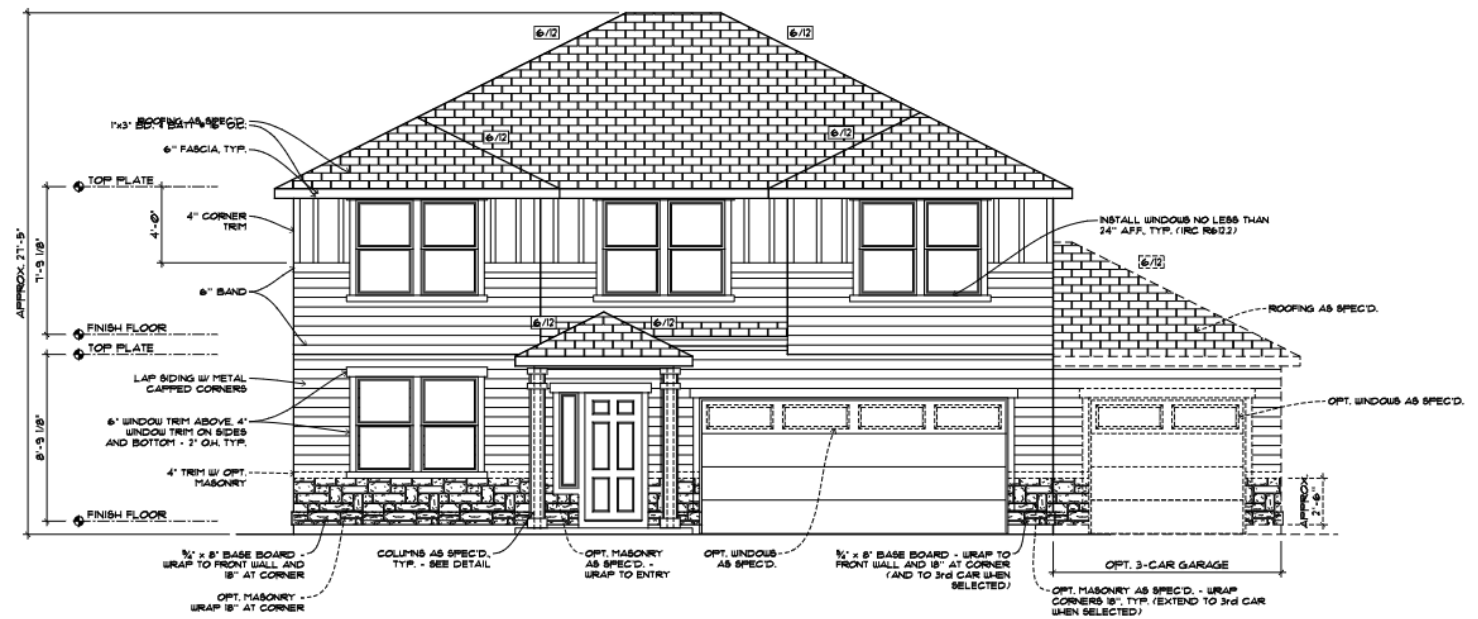 6/12
6/12
ROOFING AS SPEC'D.
1"x3" BD. & BATT @ 16" O.C.
6/12
6/12
6" FASCIA, TYP.
TOP PLATE
4'-0"
4" CORNER
TRIM
INSTALL WINDOWS NO LESS THAN
24" A.F.F., TYP. (IRC R612.2)
APPROX. 27'-5"
7'-9 1/8"
6/12
6" BAND
ROOFING AS SPEC'D.
FINISH FLOOR
6/12
6/12
TOP PLATE
LAP SIDING W/ METAL
CAPPED CORNERS
OPT. WINDOWS AS SPEC'D.
6" WINDOW TRIM ABOVE, 4"
WINDOW TRIM ON SIDES
AND BOTTOM - 2" O.H. TYP.
8'-9 1/8"
4" TRIM W/ OPT.
MASONRY
APPROX.
2'-6"
FINISH FLOOR
¾" x 8" BASE BOARD -
WRAP TO FRONT WALL AND
18" AT CORNER
COLUMNS AS SPEC'D.,
TYP. - SEE DETAIL
OPT. MASONRY
AS SPEC'D. -
WRAP TO ENTRY
OPT. WINDOWS
AS SPEC'D.
¾" x 8" BASE BOARD - WRAP TO
FRONT WALL AND 18" AT CORNER
(AND TO 3rd CAR WHEN
SELECTED)
OPT. 3-CAR GARAGE
OPT. MASONRY
WRAP 18" AT CORNER
OPT. MASONRY AS SPEC'D. - WRAP
CORNERS 18", TYP. (EXTEND TO 3rd CAR
WHEN SELECTED)